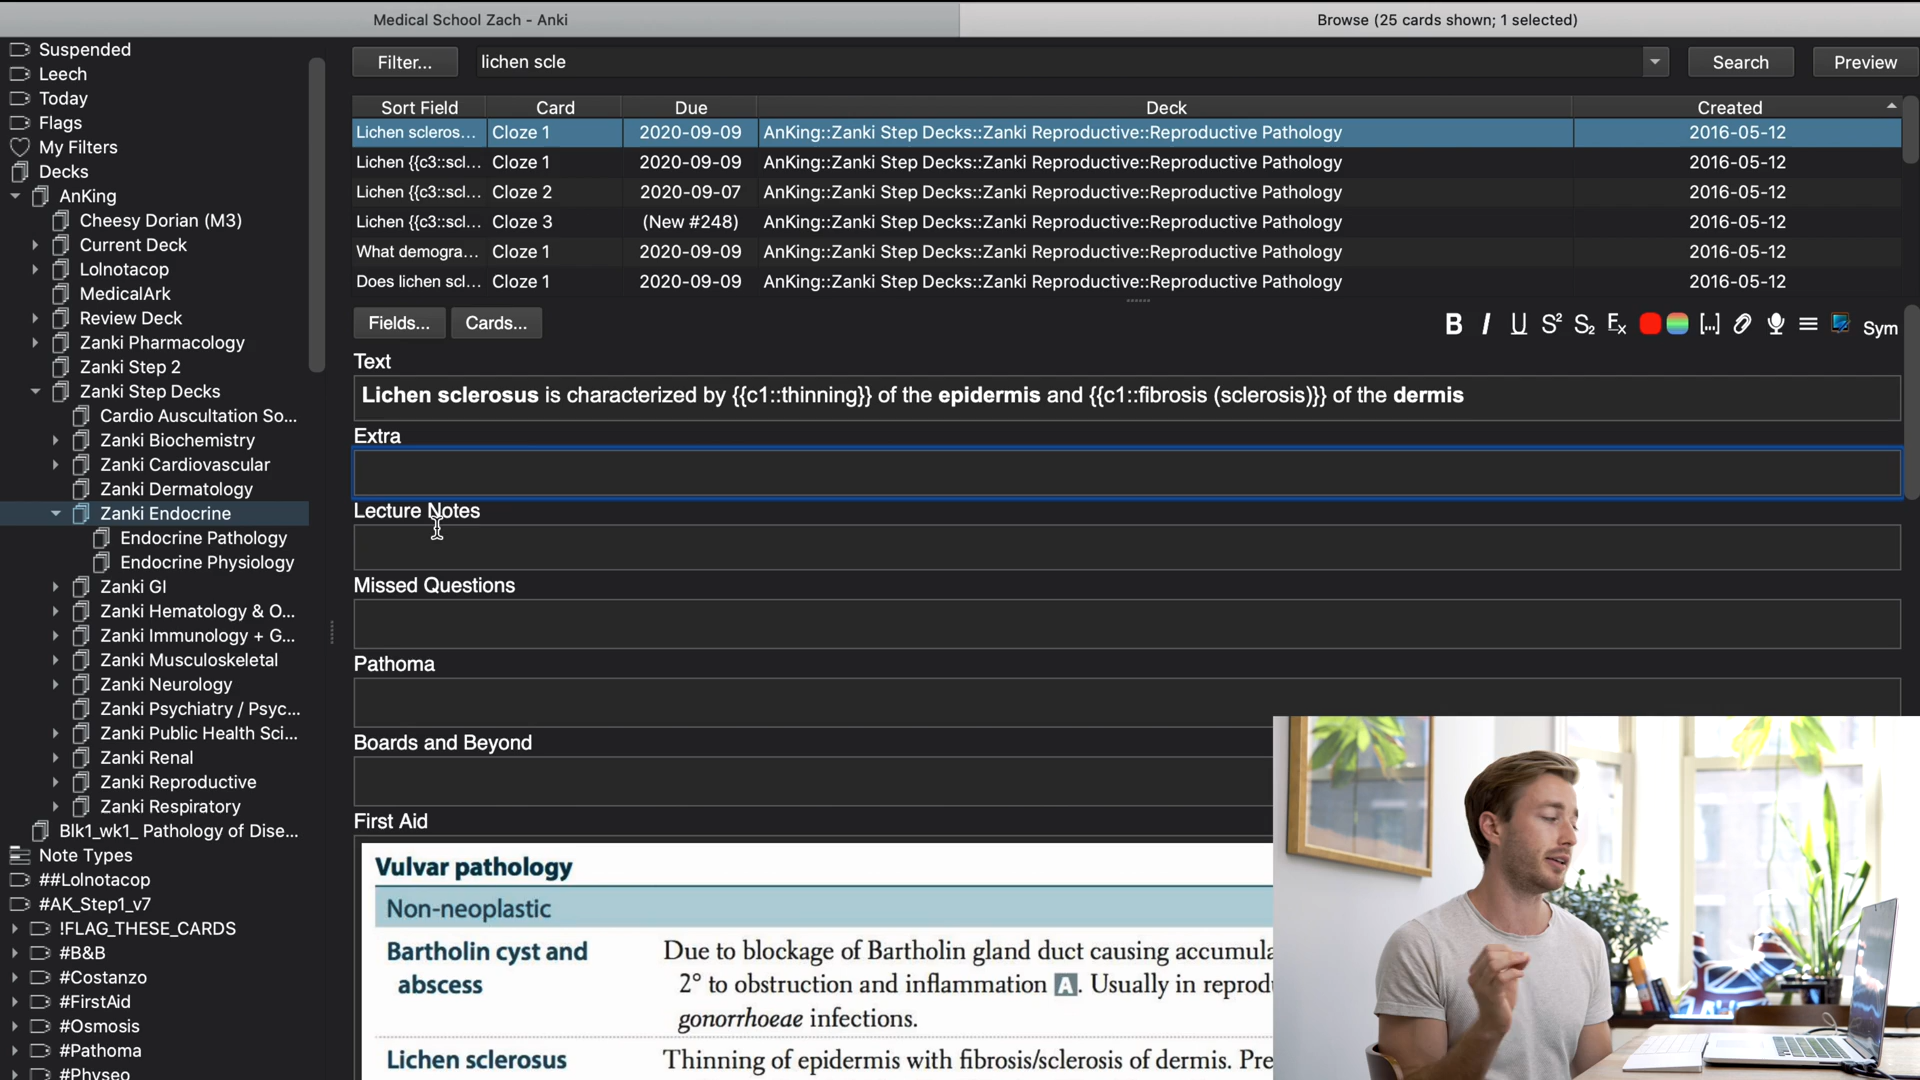 Medical School Zach - Anki
Browse (25 cards shown; 1 selected)
Suspended
Leech
Today
Flags
My Filters
Decks
AnKing
Cheesy Dorian (M3)
Current Deck
Lolnotacop
MedicalArk
Review Deck
Zanki Pharmacology
Zanki Step 2
Zanki Step Decks
Cardio Auscultation So...
Zanki Biochemistry
Zanki Cardiovascular
Zanki Dermatology
Zanki Endocrine
Endocrine Pathology
Endocrine Physiology
Zanki GI
Zanki Hematology & O...
Zanki Immunology + G...
Zanki Musculoskeletal
Zanki Neurology
Zanki Psychiatry / Psyc...
Zanki Public Health Sci...
Zanki Renal
Zanki Reproductive
Zanki Respiratory
Blk1_wk1_ Pathology of Dise...
Note Types
##Lolnotacop
#AK_Step1_v7
!FLAG_THESE_CARDS
#B&B
#Costanzo
#FirstAid
#Osmosis
#Pathoma
#Physeo
Filter... lichen scle Search Preview
Sort Field Card Due Deck Created
Lichen scleros... Cloze 1 2020-09-09 AnKing::Zanki Step Decks::Zanki Reproductive::Reproductive Pathology 2016-05-12
Lichen {{c3::scl... Cloze 1 2020-09-09 AnKing::Zanki Step Decks::Zanki Reproductive::Reproductive Pathology 2016-05-12
Lichen {{c3::scl... Cloze 2 2020-09-07 AnKing::Zanki Step Decks::Zanki Reproductive::Reproductive Pathology 2016-05-12
Lichen {{c3::scl... Cloze 3 (New #248) AnKing::Zanki Step Decks::Zanki Reproductive::Reproductive Pathology 2016-05-12
What demogra... Cloze 1 2020-09-09 AnKing::Zanki Step Decks::Zanki Reproductive::Reproductive Pathology 2016-05-12
Does lichen scl... Cloze 1 2020-09-09 AnKing::Zanki Step Decks::Zanki Reproductive::Reproductive Pathology 2016-05-12
Fields... Cards... B I U S² S₂ Ex [...] Sym
Text
Lichen sclerosus is characterized by {{c1::thinning}} of the epidermis and {{c1::fibrosis (sclerosis)}} of the dermis
Extra
Lecture Notes
Missed Questions
Pathoma
Boards and Beyond
First Aid
Vulvar pathology
Non-neoplastic
Bartholin cyst and Due to blockage of Bartholin gland duct causing accumula
abscess 2° to obstruction and inflammation A. Usually in reprod
gonorrhoeae infections.
Lichen sclerosus Thinning of epidermis with fibrosis/sclerosis of dermis. Pre